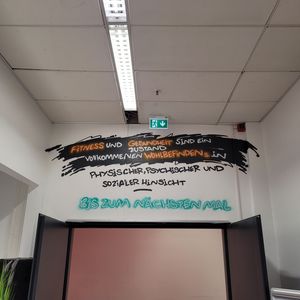 FITNESS UND GESUNDHEIT SIND EIN
ZUSTAND
VOLLKOMMENEN WOHLBEFINDENS IN
PHYSISCHER, PSYCHISCHER UND
SOZIALER HINSICHT
BIS ZUM NÄCHSTEN MAL